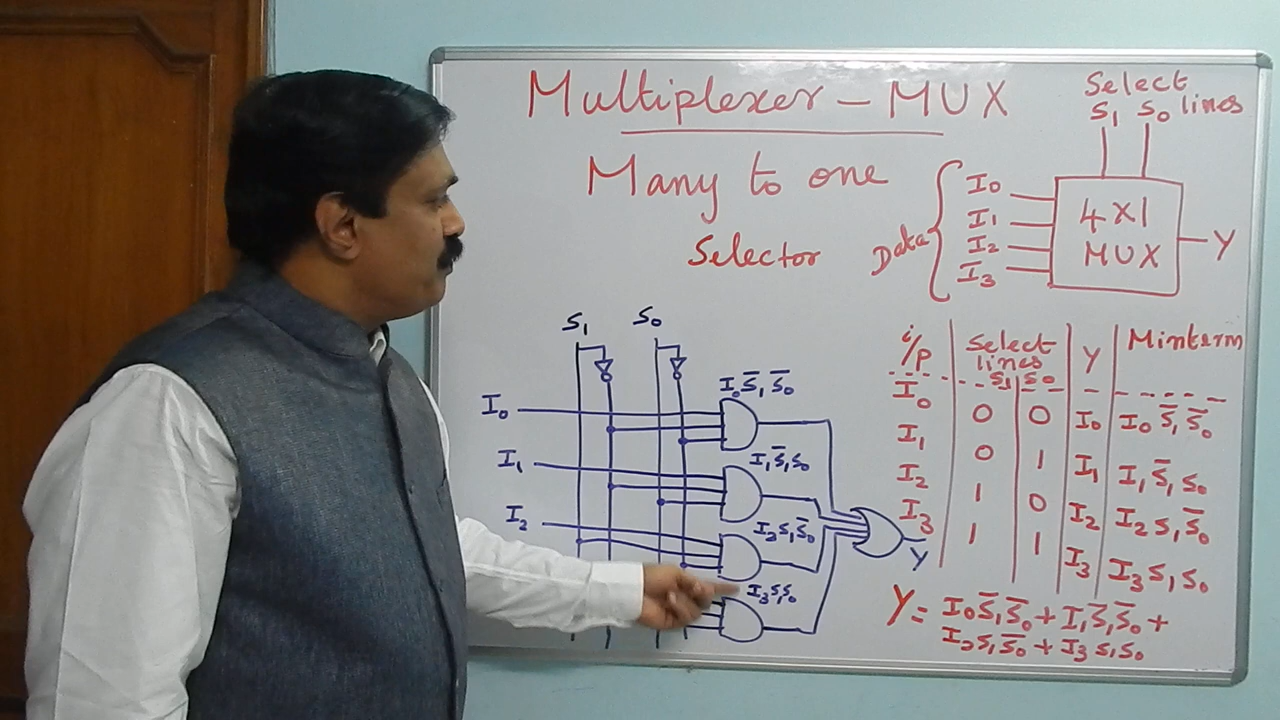 Multiplexer - MUX
Many to one
Selector
Select
S₁ S₀ lines
Data
I₀
I₁
I₂
I₃
4X1
MUX
Y
S₁ S₀
I₀
I₁
I₂
I₀S̅₁S̅₀
I₁S̅₁S₀
I₂S₁S̅₀
I₃S₁S₀
Y
i/p Select lines Y Minterm
S₁ S₀
I₀ 0 0 I₀ I₀S̅₁S̅₀
I₁ 0 1 I₁ I₁S̅₁S₀
I₂ 1 0 I₂ I₂S₁S̅₀
I₃ 1 1 I₃ I₃S₁S₀
Y = I₀S̅₁S̅₀ + I₁S̅₁S̅₀ +
I₂S₁S̅₀ + I₃S₁S₀